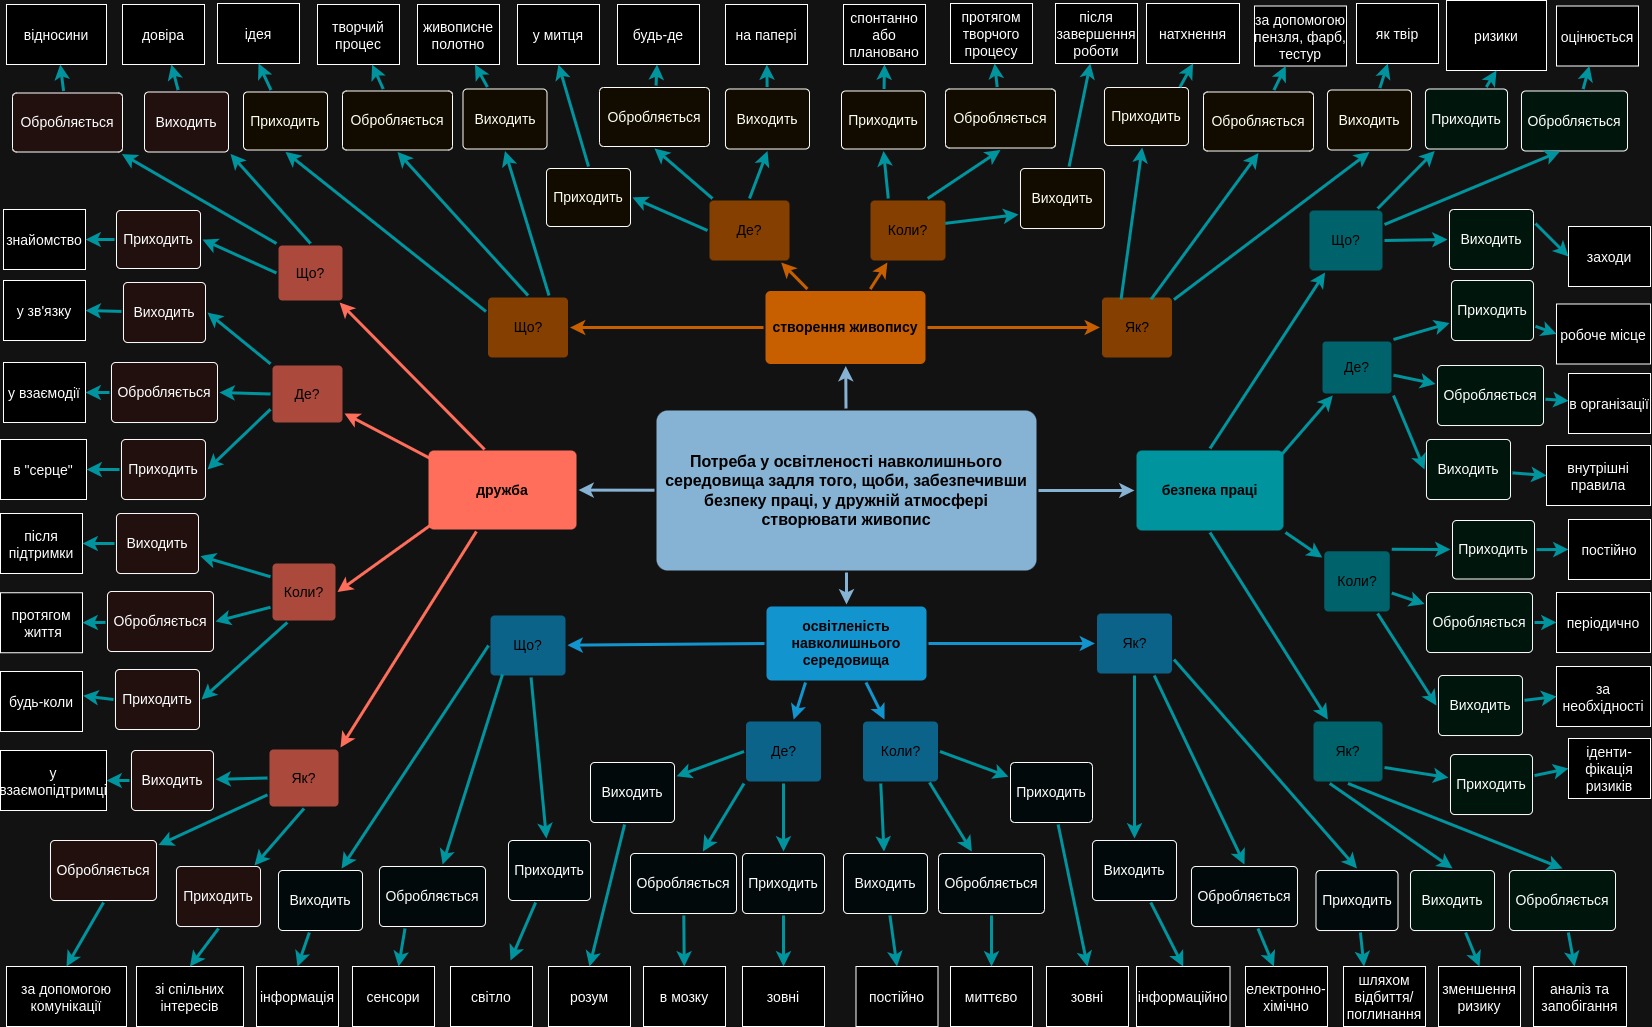 відносини
довіра
ідея
творчий
процес
живописне
полотно
у митця
будь-де
на папері
спонтанно
або
плановано
протягом
творчого
процесу
після
завершення
роботи
натхнення
за допомогою
пензля, фарб,
тестур
як твір
ризики
оцінюється
Обробляється
Виходить
Приходить
Обробляється
Виходить
Обробляється
Виходить
Приходить
Обробляється
Приходить
Обробляється
Виходить
Приходить
Обробляється
Приходить
Виходить
знайомство
Приходить
Що?
Де?
Коли?
Що?
Виходить
заходи
у зв'язку
Виходить
Що?
створення живопису
Як?
Приходить
робоче місце
Де?
у взаємодії
Обробляється
Де?
Обробляється
в організації
в "серце"
Приходить
дружба
Потреба у освітленості навколишнього
середовища задля того, щоби, забезпечивши
безпеку праці, у дружній атмосфері
створювати живопис
безпека праці
Виходить
внутрішні
правила
після
підтримки
Виходить
Приходить
постійно
Коли?
Коли?
протягом
життя
Обробляється
Обробляється
періодично
Що?
освітленість
навколишнього
середовища
Як?
будь-коли
Приходить
Виходить
за
необхідності
у
взаємопідтримці
Виходить
Як?
Де?
Коли?
Як?
Приходить
іденти-
фікація
ризиків
Виходить
Приходить
Обробляється
Приходить
Виходить
Обробляється
Приходить
Обробляється
Приходить
Виходить
Обробляється
Виходить
Обробляється
Приходить
Виходить
Обробляється
за допомогою
комунікації
зі спільних
інтересів
інформація
сенсори
світло
розум
в мозку
зовні
постійно
миттєво
зовні
інформаційно
електронно-
хімічно
шляхом
відбиття/
поглинання
зменшення
ризику
аналіз та
запобігання